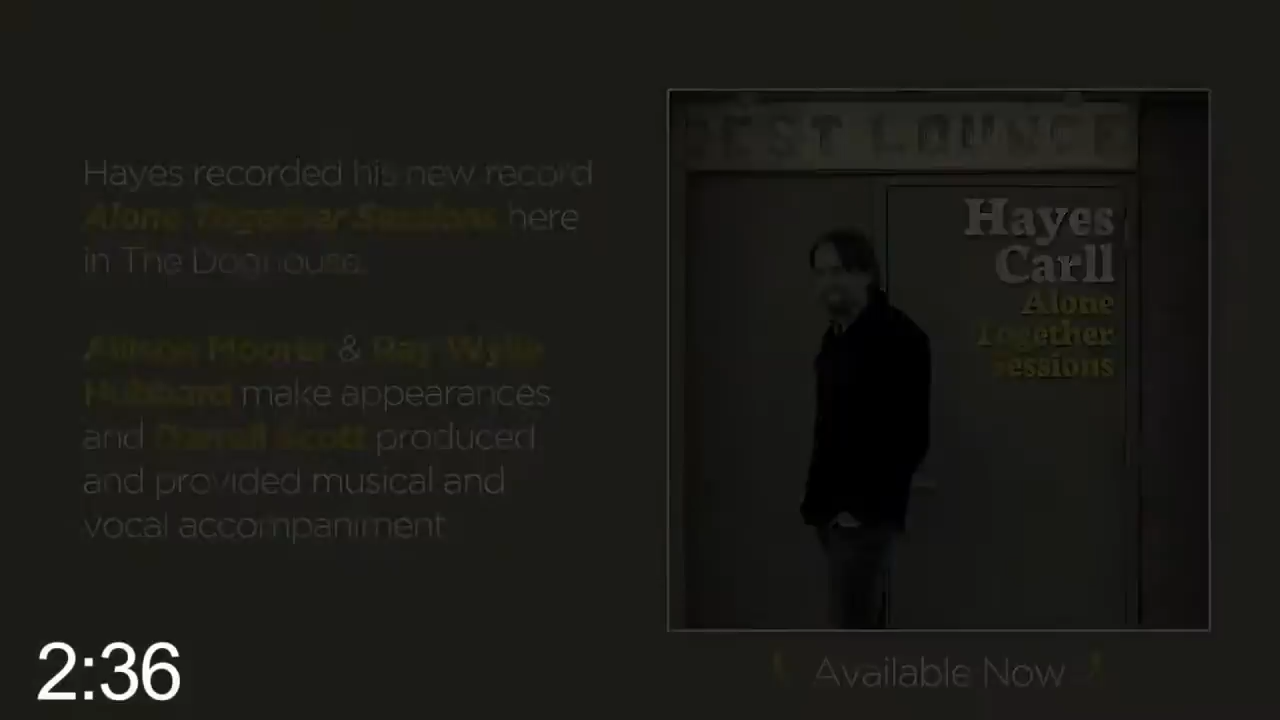 Hayes recorded his new record
Alone Together Sessions here
in The Doghouse.
Allison Moorer & Ray Wylie
Hubbard make appearances
and Darrell Scott produced
and provided musical and
vocal accompaniment
BEST LOUNGE
Hayes
Carll
Alone
Together
Sessions
2:36
Available Now